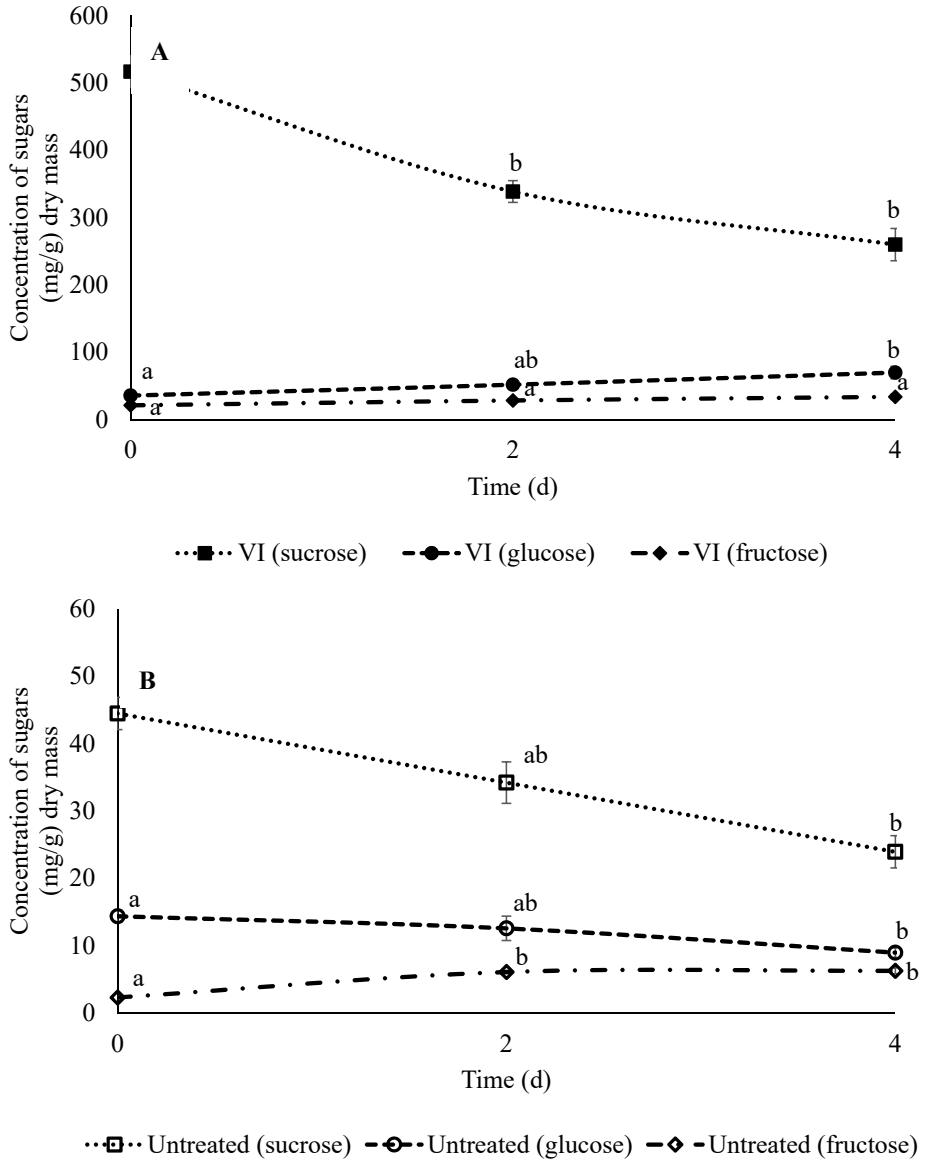 600
A
500
b
400
b
300
200
100
b
ab
a
a
a
a
0
0 2 4
Concentration of sugars
(mg/g) dry mass
Time (d)
VI (sucrose) VI (glucose) VI (fructose)
60
B
50
ab
40
b
30
20
a
ab
b
10
a
b
b
0
0 2 4
Concentration of sugars
(mg/g) dry mass
Time (d)
Untreated (sucrose) Untreated (glucose) Untreated (fructose)